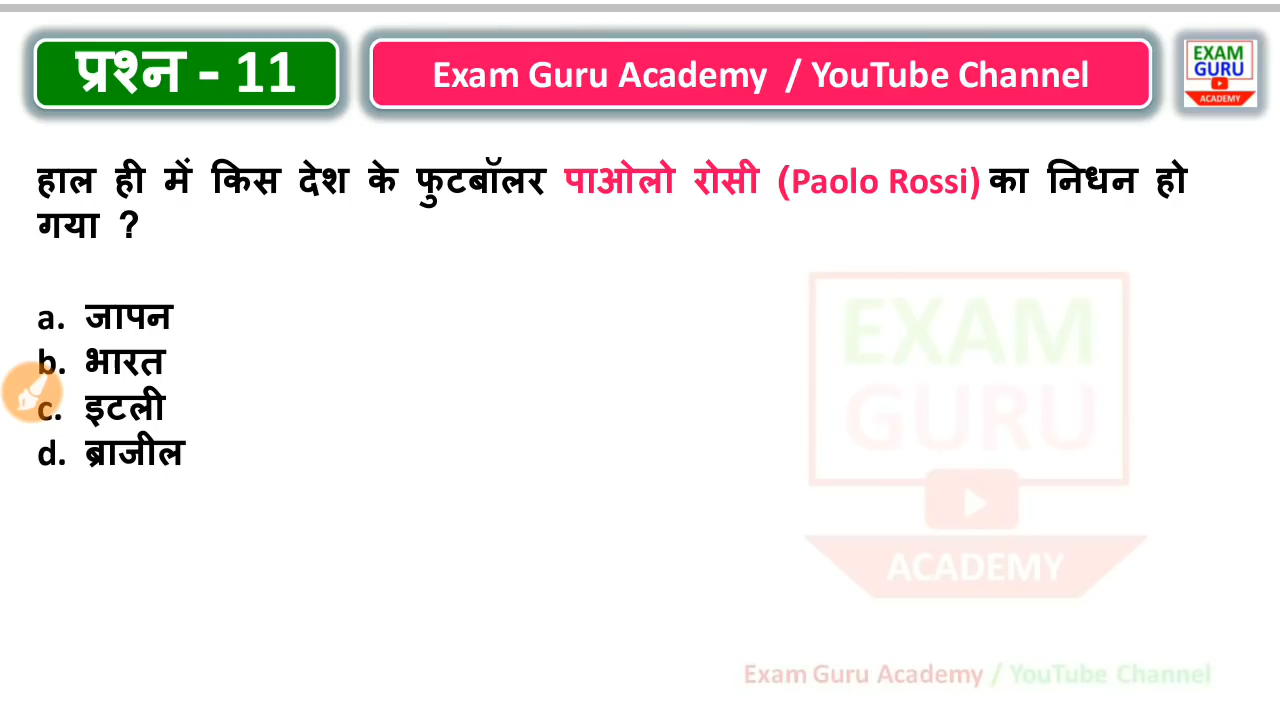 प्रश्न - 11
Exam Guru Academy / YouTube Channel
EXAM
GURU
ACADEMY
हाल ही में किस देश के फुटबॉलर पाओलो रोसी (Paolo Rossi) का निधन हो
गया ?
a. जापन
b. भारत
c. इटली
d. ब्राजील
EXAM
GURU
ACADEMY
Exam Guru Academy / YouTube Channel